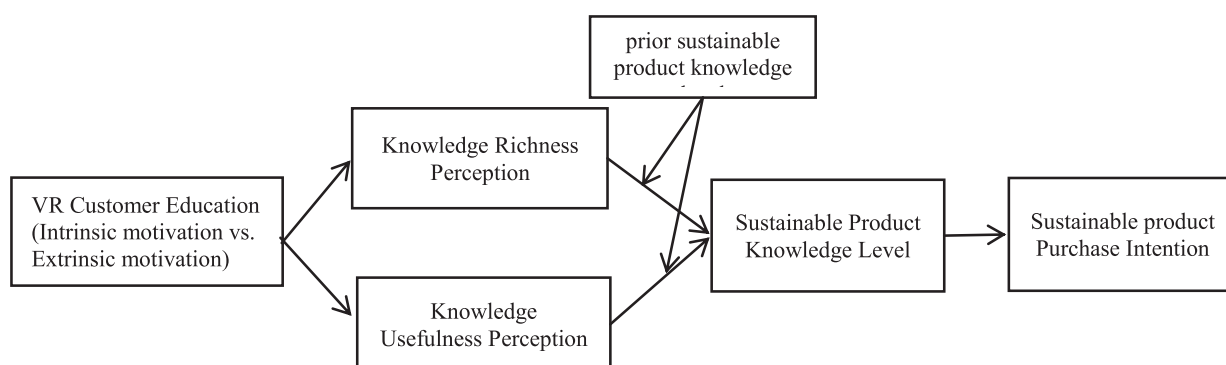 prior sustainable
product knowledge
Knowledge Richness
Perception
VR Customer Education
(Intrinsic motivation vs.
Extrinsic motivation)
Sustainable Product
Knowledge Level
Sustainable product
Purchase Intention
Knowledge
Usefulness Perception